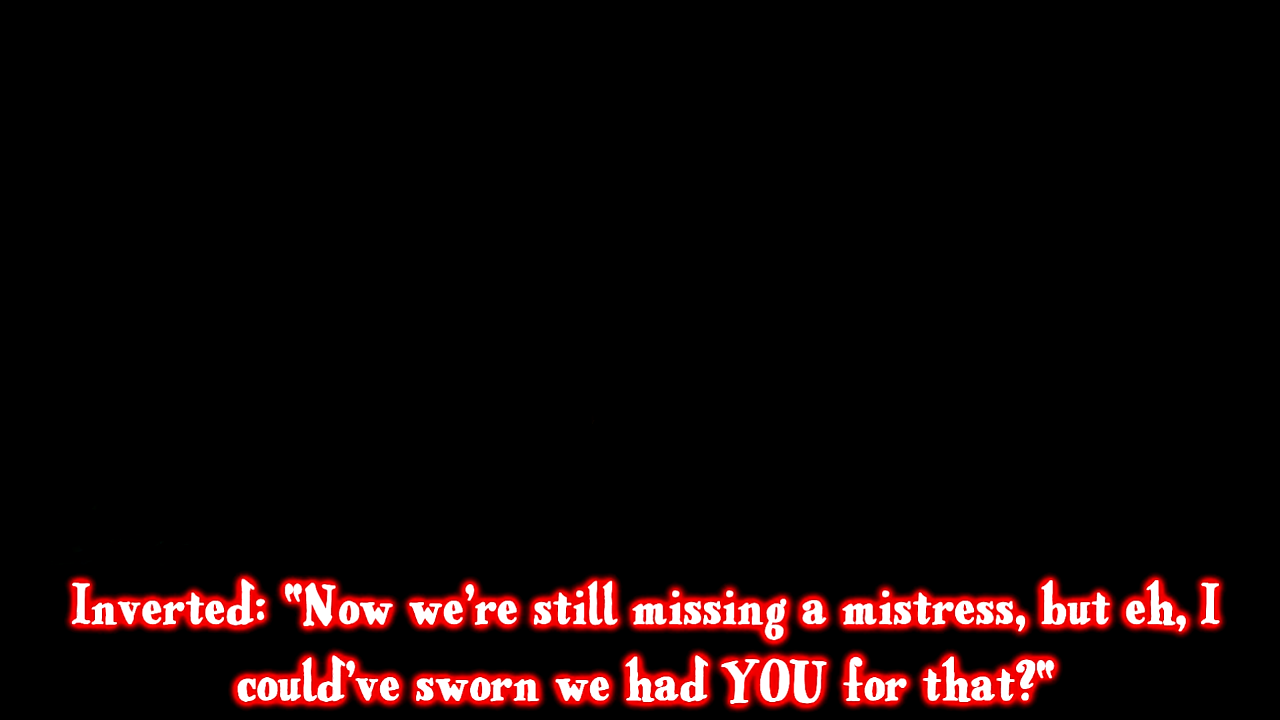 Inverted: "Now we're still missing a mistress, but eh, I
could've sworn we had YOU for that?"